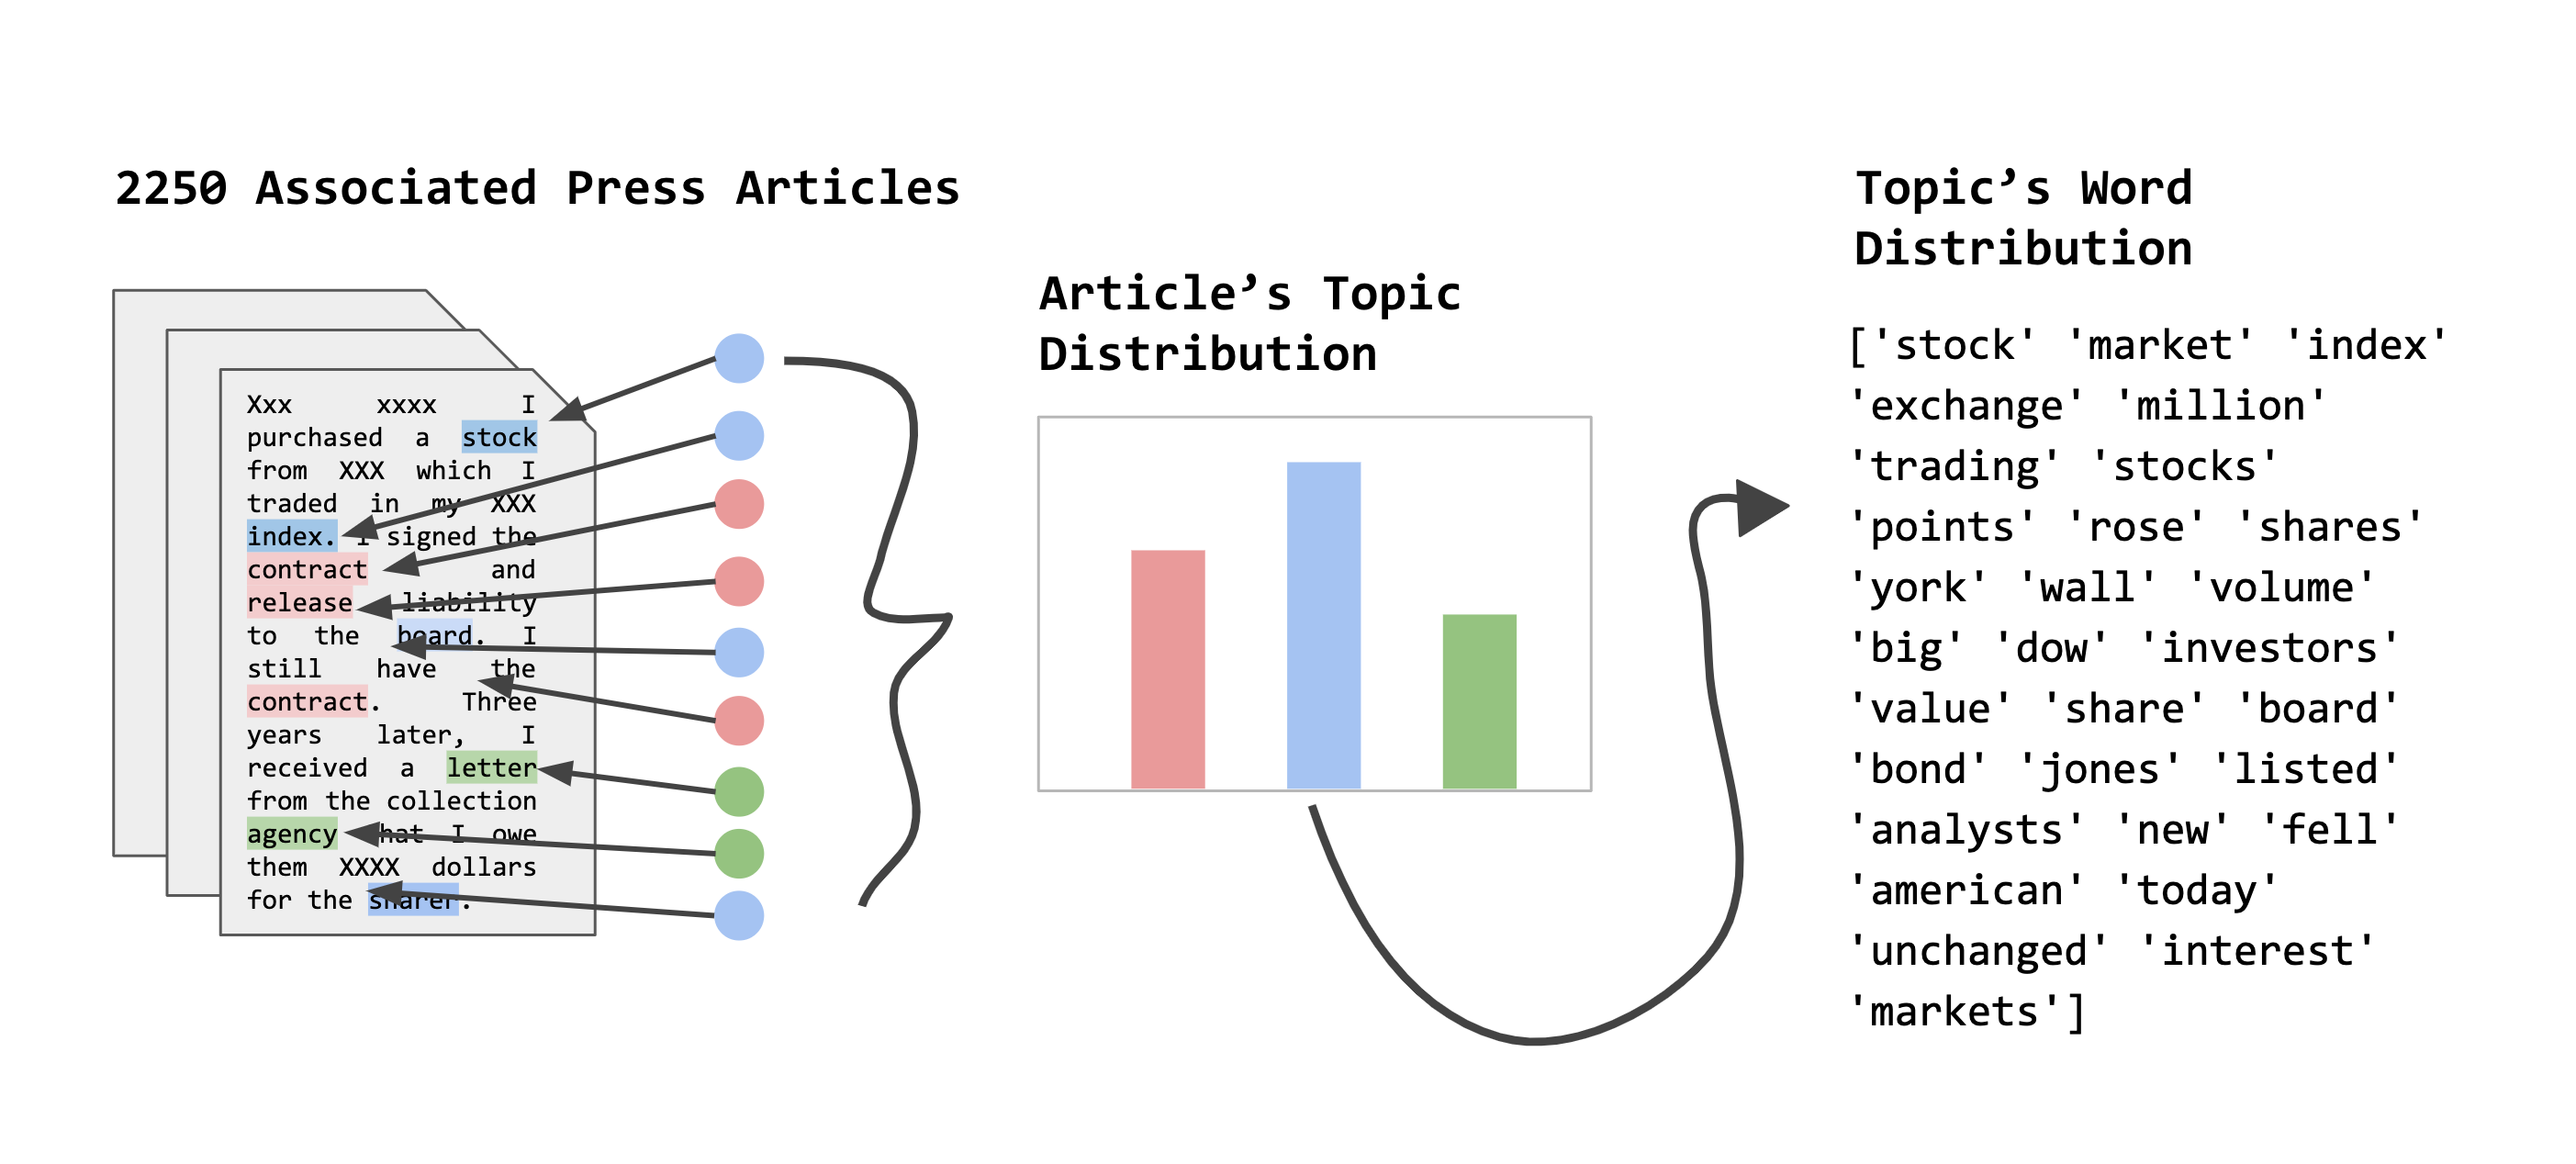 2250 Associated Press Articles
Xxx xxxx I
purchased a stock
from XXX which I
traded in my XXX
index. I signed the
contract and
release liability
to the board. I
still have the
contract. Three
years later, I
received a letter
from the collection
agency that I owe
them XXXX dollars
for the sharer.
Article’s Topic
Distribution
Topic’s Word
Distribution
['stock' 'market' 'index'
'exchange' 'million'
'trading' 'stocks'
'points' 'rose' 'shares'
'york' 'wall' 'volume'
'big' 'dow' 'investors'
'value' 'share' 'board'
'bond' 'jones' 'listed'
'analysts' 'new' 'fell'
'american' 'today'
'unchanged' 'interest'
'markets']